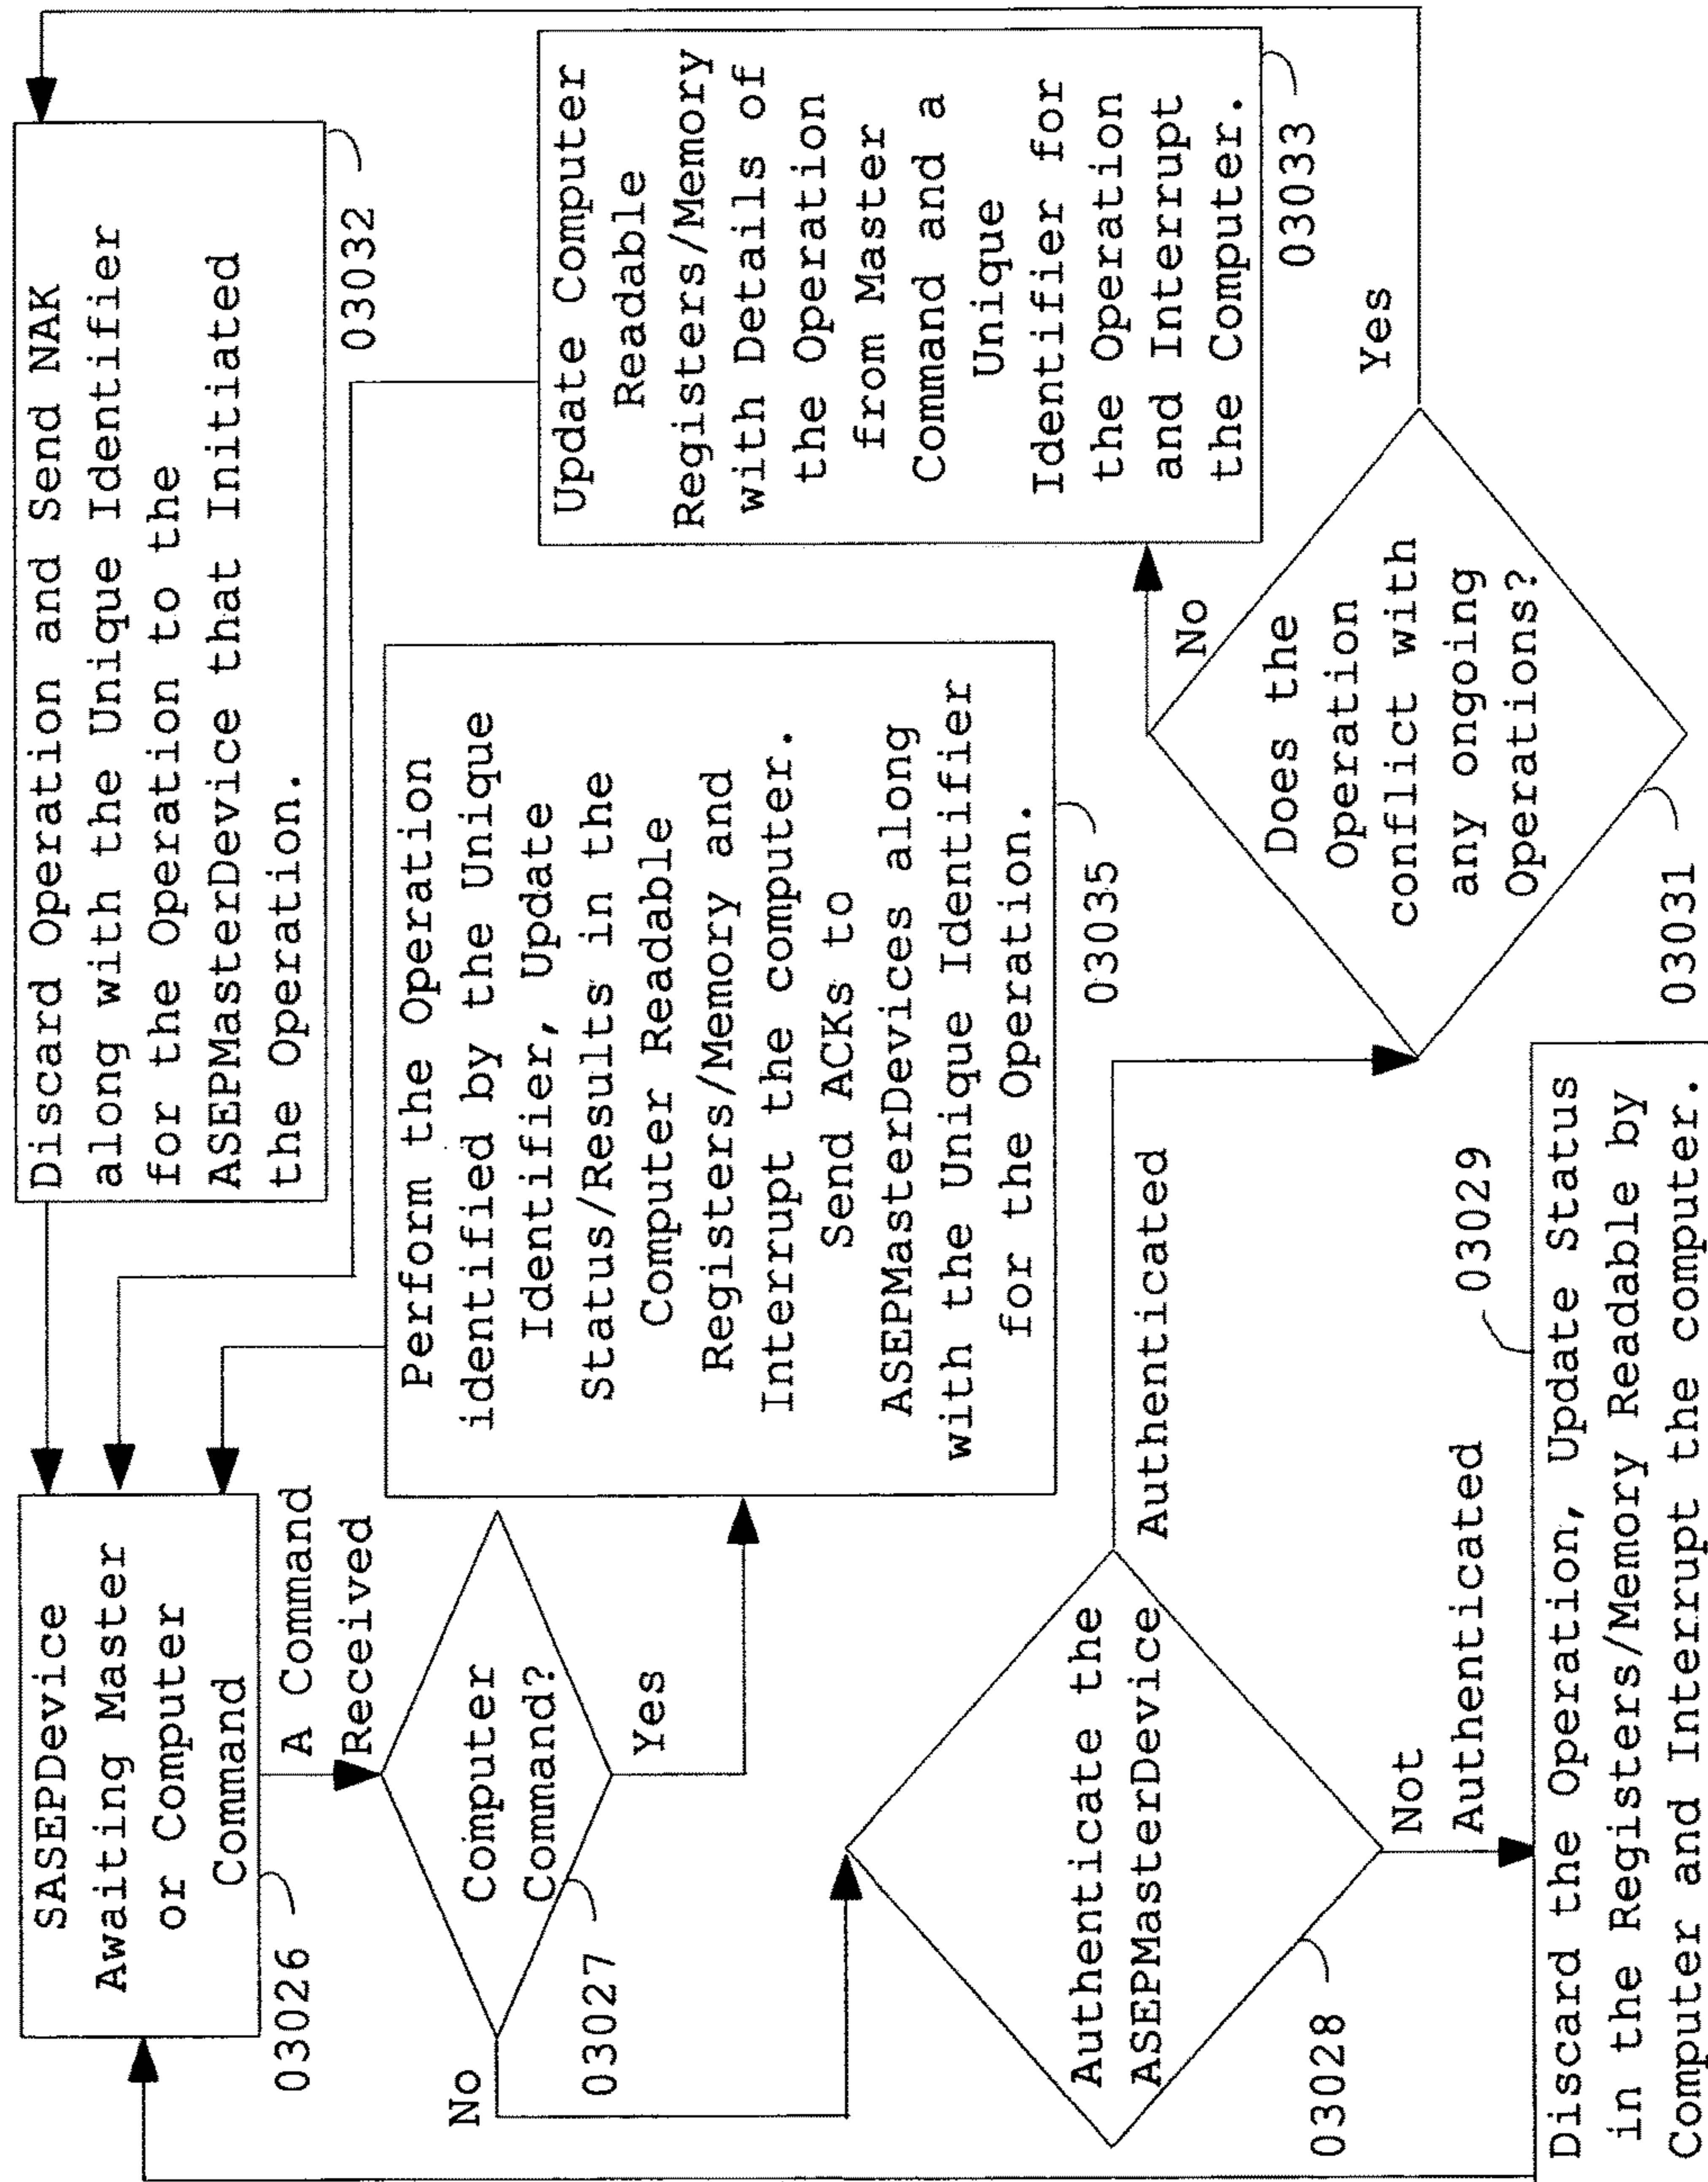 SASEPDevice
Awaiting Master
or Computer
Command
03026
A Command
Received
Computer
Command?
03027
No
Yes
Perform the Operation
identified by the Unique
Identifier, Update
Status/Results in the
Computer Readable
Registers/Memory and
Interrupt the computer.
Send ACKs to
ASEPMasterDevices along
with the Unique Identifier
for the Operation.
03035
Authenticate the
ASEPMasterDevice
03028
Authenticated
Not
Authenticated
Discard the Operation, Update Status
in the Registers/Memory Readable by
Computer and Interrupt the computer.
03029
Does the
Operation
conflict with
any ongoing
Operations?
03031
No
Yes
Update Computer
Readable
Registers/Memory
with Details of
the Operation
from Master
Command and a
Unique
Identifier for
the Operation
and Interrupt
the Computer.
03033
Discard Operation and Send NAK
along with the Unique Identifier
for the Operation to the
ASEPMasterDevice that Initiated
the Operation.
03032